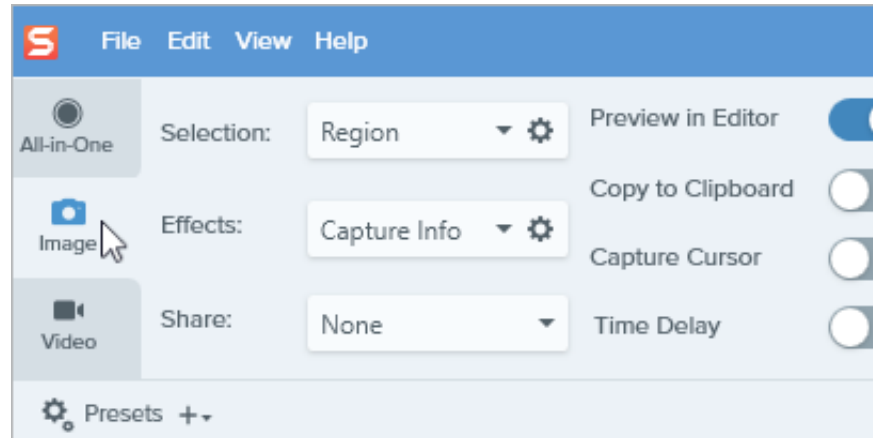 S File Edit View Help
All-in-One
Image
Video
Selection: Region
Effects: Capture Info
Share: None
Preview in Editor
Copy to Clipboard
Capture Cursor
Time Delay
Presets +